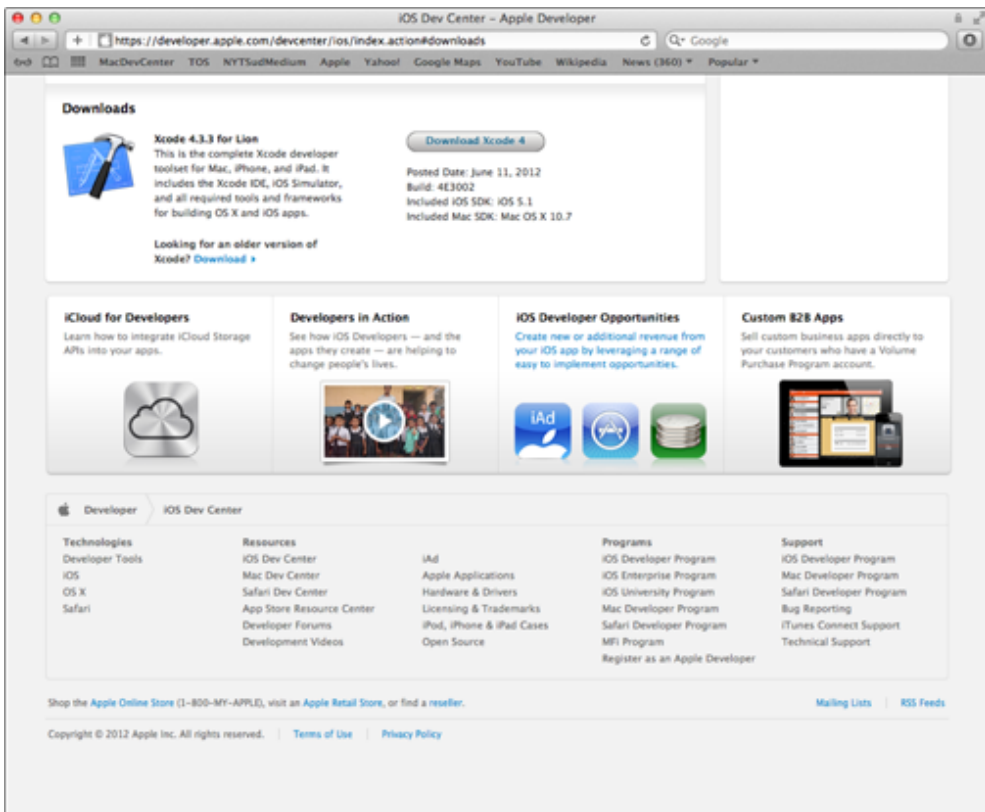 iOS Dev Center – Apple Developer
https://developer.apple.com/devcenter/ios/index.action#downloads
Google
MacDevCenter TOS NYTSudMedium Apple Yahoo! Google Maps YouTube Wikipedia News (360) Popular
Downloads
Xcode 4.3.3 for Lion
This is the complete Xcode developer
toolset for Mac, iPhone, and iPad. It
includes the Xcode IDE, iOS Simulator,
and all required tools and frameworks
for building OS X and iOS apps.
Looking for an older version of
Xcode? Download
Download Xcode 4
Posted Date: June 11, 2012
Build: 4E3002
Included iOS SDK: iOS 5.1
Included Mac SDK: Mac OS X 10.7
iCloud for Developers
Learn how to integrate iCloud Storage
APIs into your apps.
Developers in Action
See how iOS Developers — and the
apps they create — are helping to
change people's lives.
iOS Developer Opportunities
Create new or additional revenue from
your iOS app by leveraging a range of
easy to implement opportunities.
iAd
Custom B2B Apps
Sell custom business apps directly to
your customers who have a Volume
Purchase Program account.
Developer iOS Dev Center
Technologies
Developer Tools
iOS
OS X
Safari
Resources
iOS Dev Center
Mac Dev Center
Safari Dev Center
App Store Resource Center
Developer Forums
Development Videos
iAd
Apple Applications
Hardware & Drivers
Licensing & Trademarks
iPod, iPhone & iPad Cases
Open Source
Programs
iOS Developer Program
iOS Enterprise Program
iOS University Program
Mac Developer Program
Safari Developer Program
MFi Program
Register as an Apple Developer
Support
iOS Developer Program
Mac Developer Program
Safari Developer Program
Bug Reporting
iTunes Connect Support
Technical Support
Shop the Apple Online Store (1-800-MY-APPLE), visit an Apple Retail Store, or find a reseller.
Mailing Lists RSS Feeds
Copyright © 2012 Apple Inc. All rights reserved. Terms of Use Privacy Policy